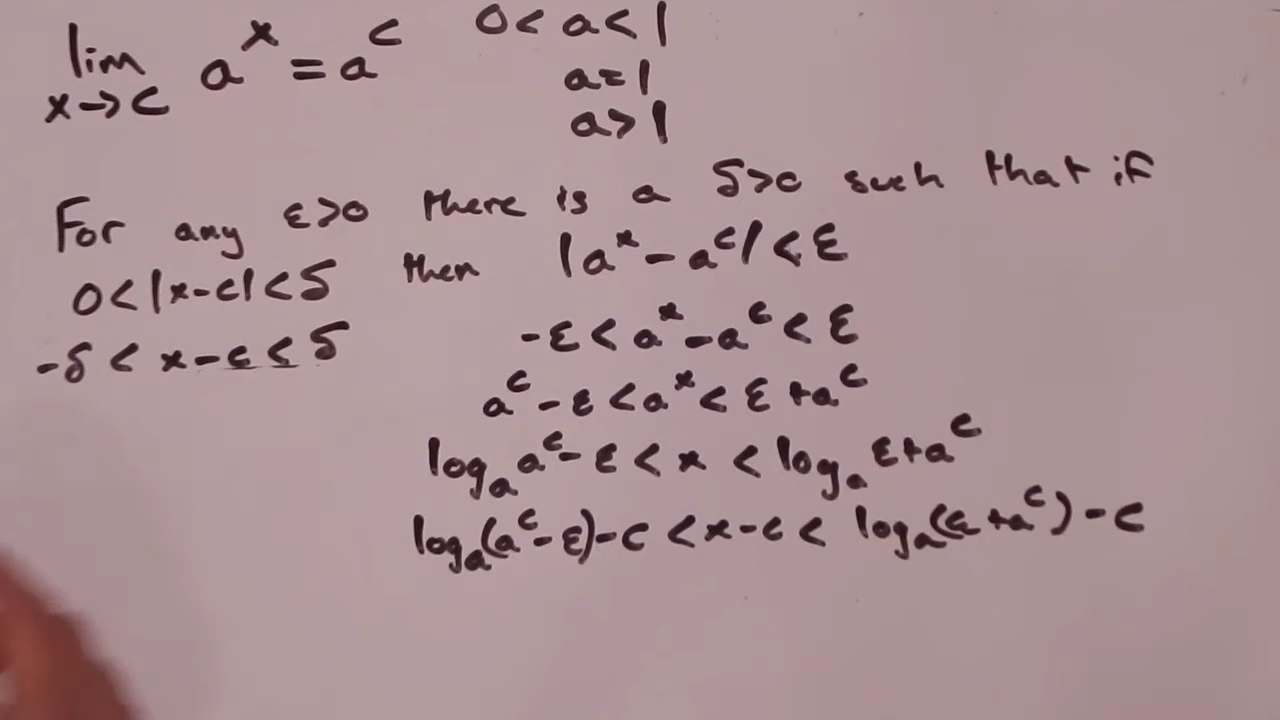 lim x→c a^x = a^c 0 < a < 1
a = 1
a > 1
For any ε>0 there is a δ>0 such that if
0<|x-c|<δ then |a^x - a^c| < ε
-δ < x-c < δ -ε < a^x - a^c < ε
a^c - ε < a^x < ε + a^c
log_a a^c - ε < x < log_a ε+a^c
log_a(a^c - ε) - c < x-c < log_a(ε + a^c) - c